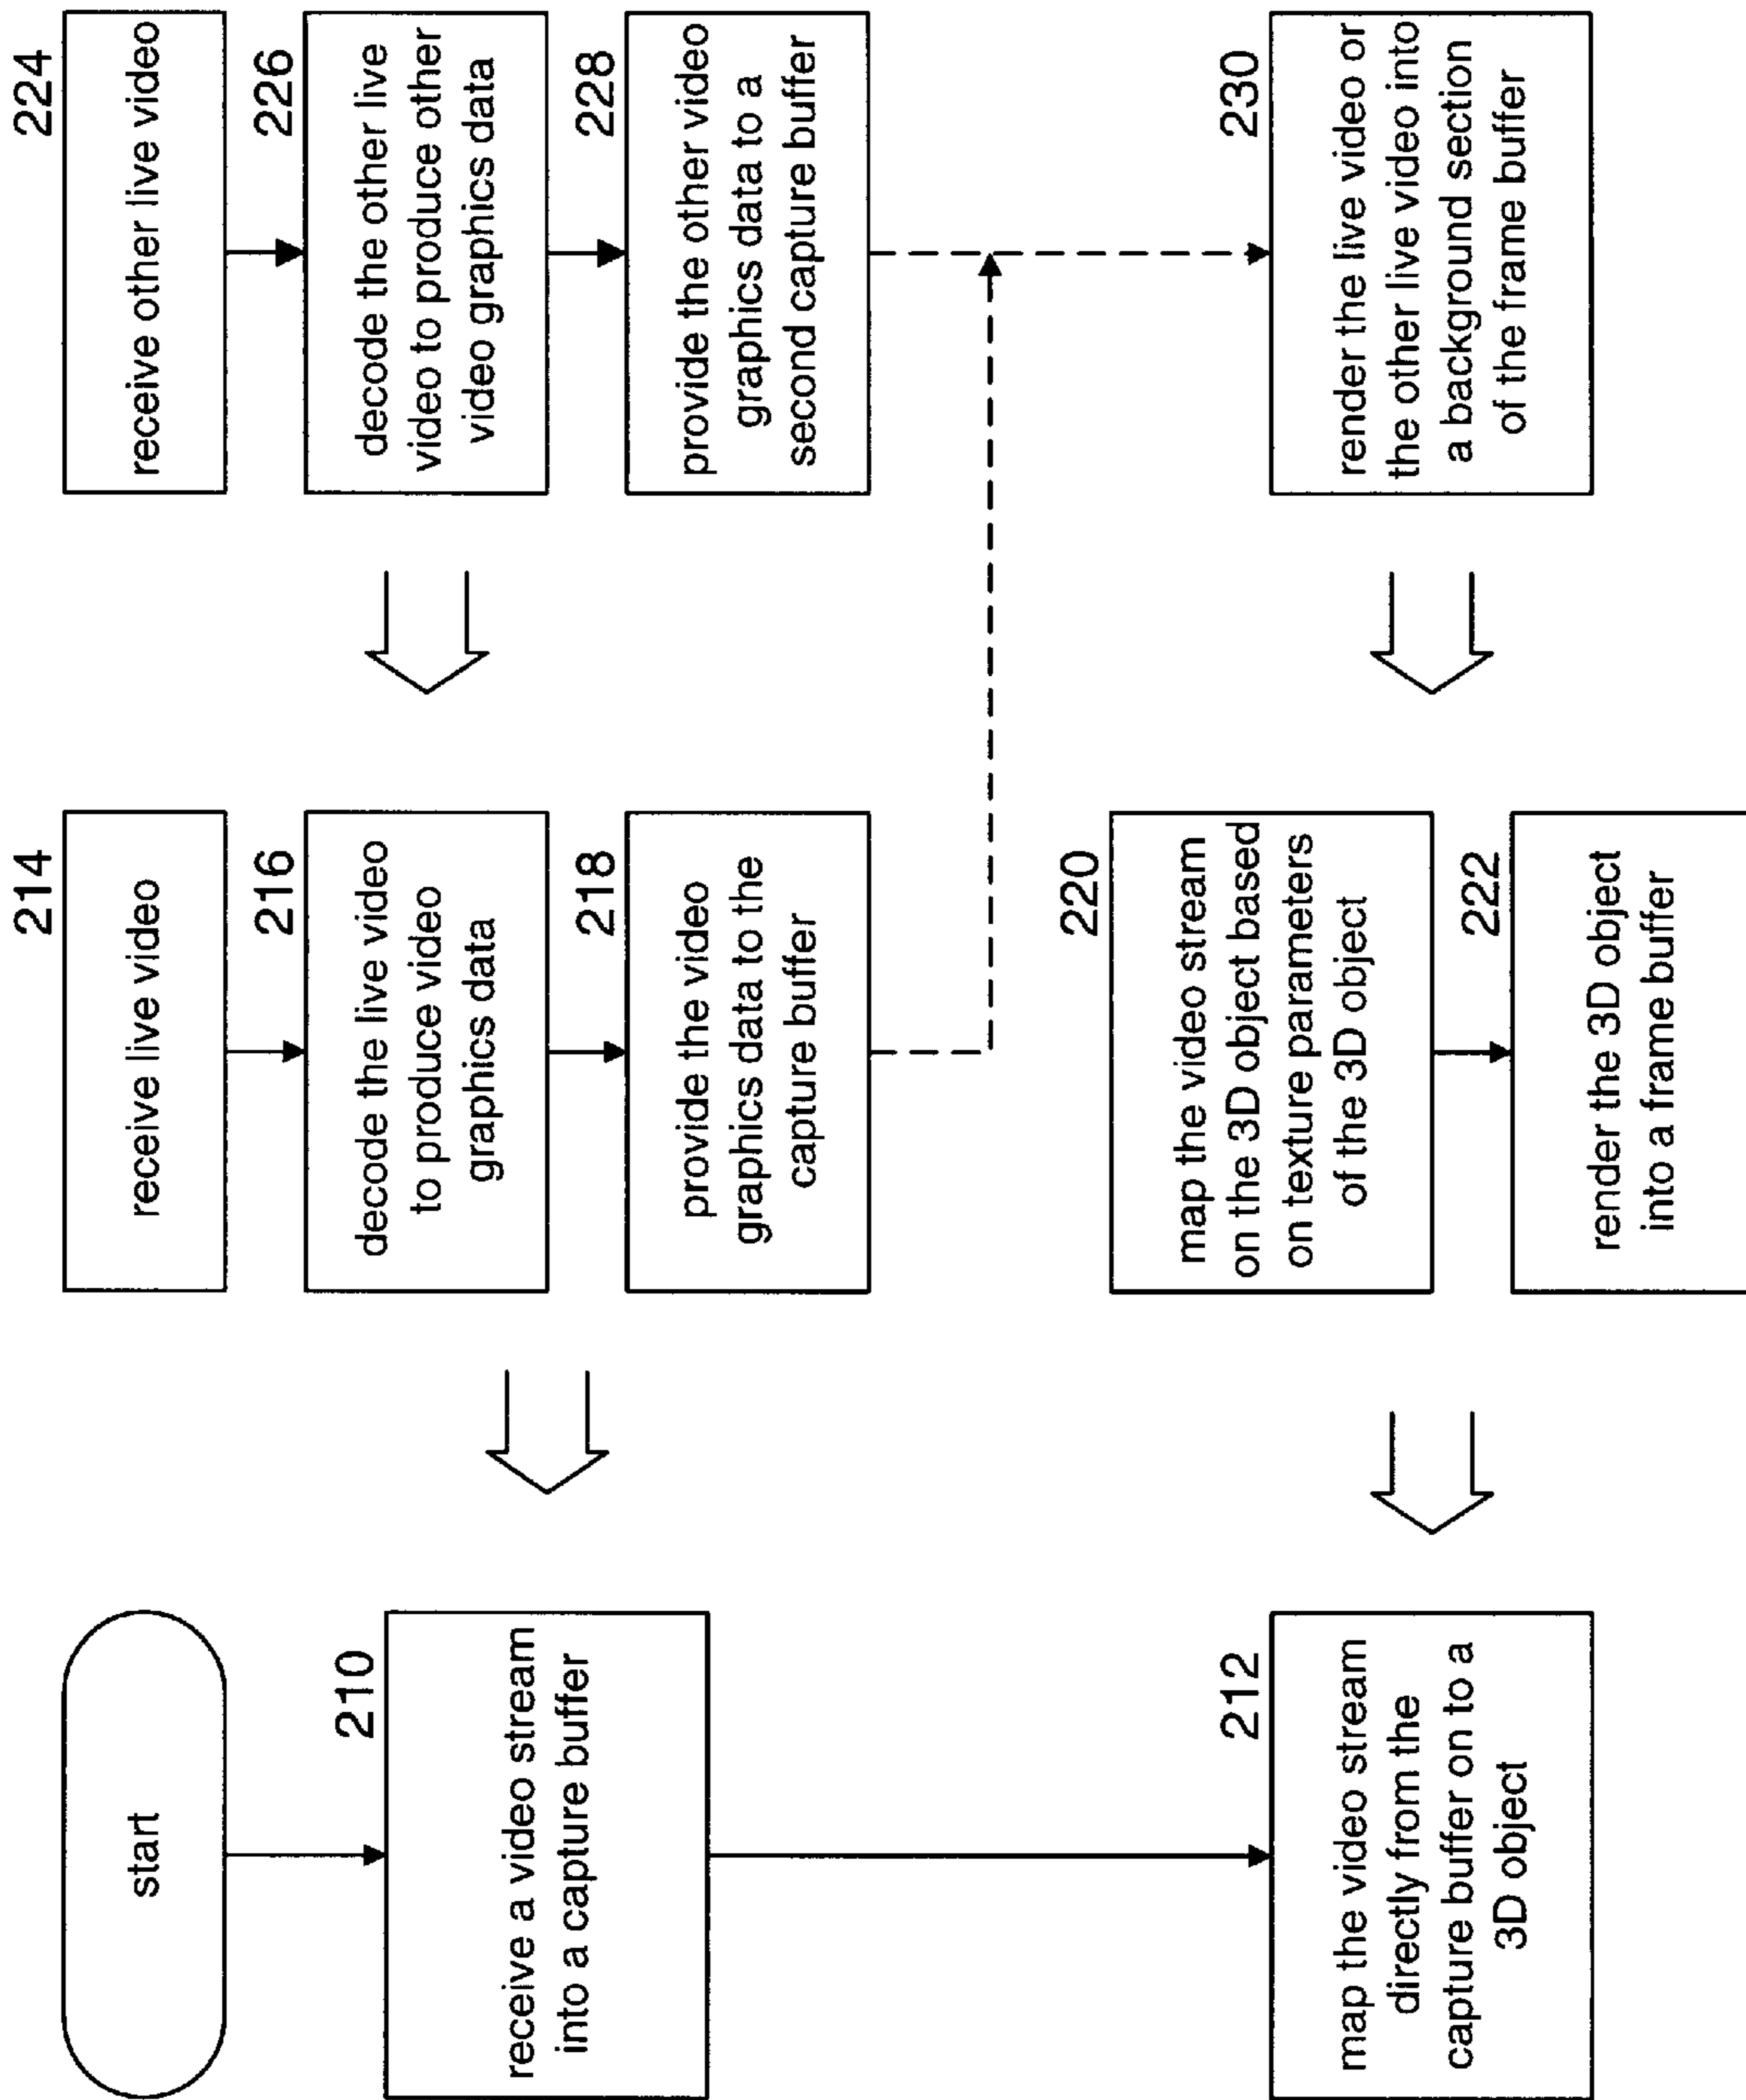 start
210
receive a video stream
into a capture buffer
212
map the video stream
directly from the
capture buffer on to a
3D object
214
receive live video
216
decode the live video
to produce video
graphics data
218
provide the video
graphics data to the
capture buffer
220
map the video stream
on the 3D object based
on texture parameters
of the 3D object
222
render the 3D object
into a frame buffer
224
receive other live video
226
decode the other live
video to produce other
video graphics data
228
provide the other video
graphics data to a
second capture buffer
230
render the live video or
the other live video into
a background section
of the frame buffer